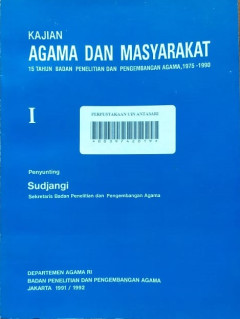 KAJIAN
AGAMA DAN MASYARAKAT
15 TAHUN BADAN PENELITIAN DAN PENGEMBANGAN AGAMA, 1975 - 1990
I
PERPUSTAKAAN UIN ANTASARI
Penyunting
Sudjangi
Sekretaris Badan Penelitian dan Pengembangan Agama
DEPARTEMEN AGAMA RI
BADAN PENELITIAN DAN PENGEMBANGAN AGAMA
JAKARTA 1991 / 1992